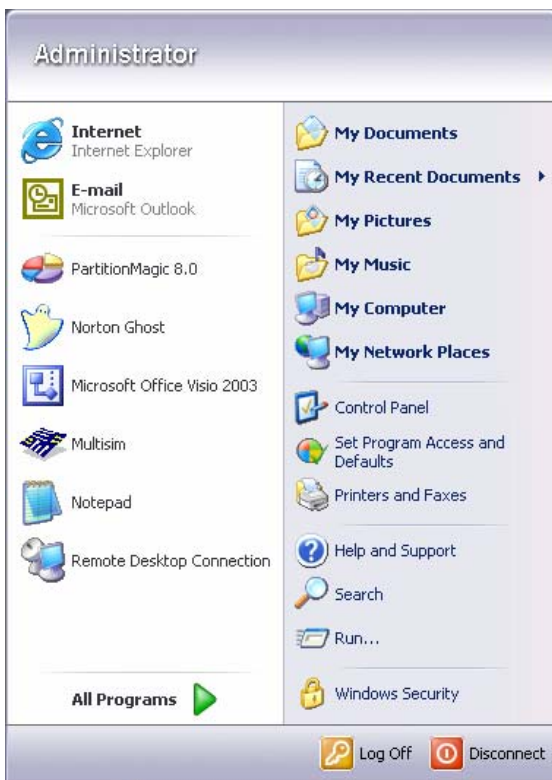 Administrator
Internet
Internet Explorer
E-mail
Microsoft Outlook
PartitionMagic 8.0
Norton Ghost
Microsoft Office Visio 2003
Multisim
Notepad
Remote Desktop Connection
All Programs
My Documents
My Recent Documents
My Pictures
My Music
My Computer
My Network Places
Control Panel
Set Program Access and
Defaults
Printers and Faxes
Help and Support
Search
Run...
Windows Security
Log Off
Disconnect